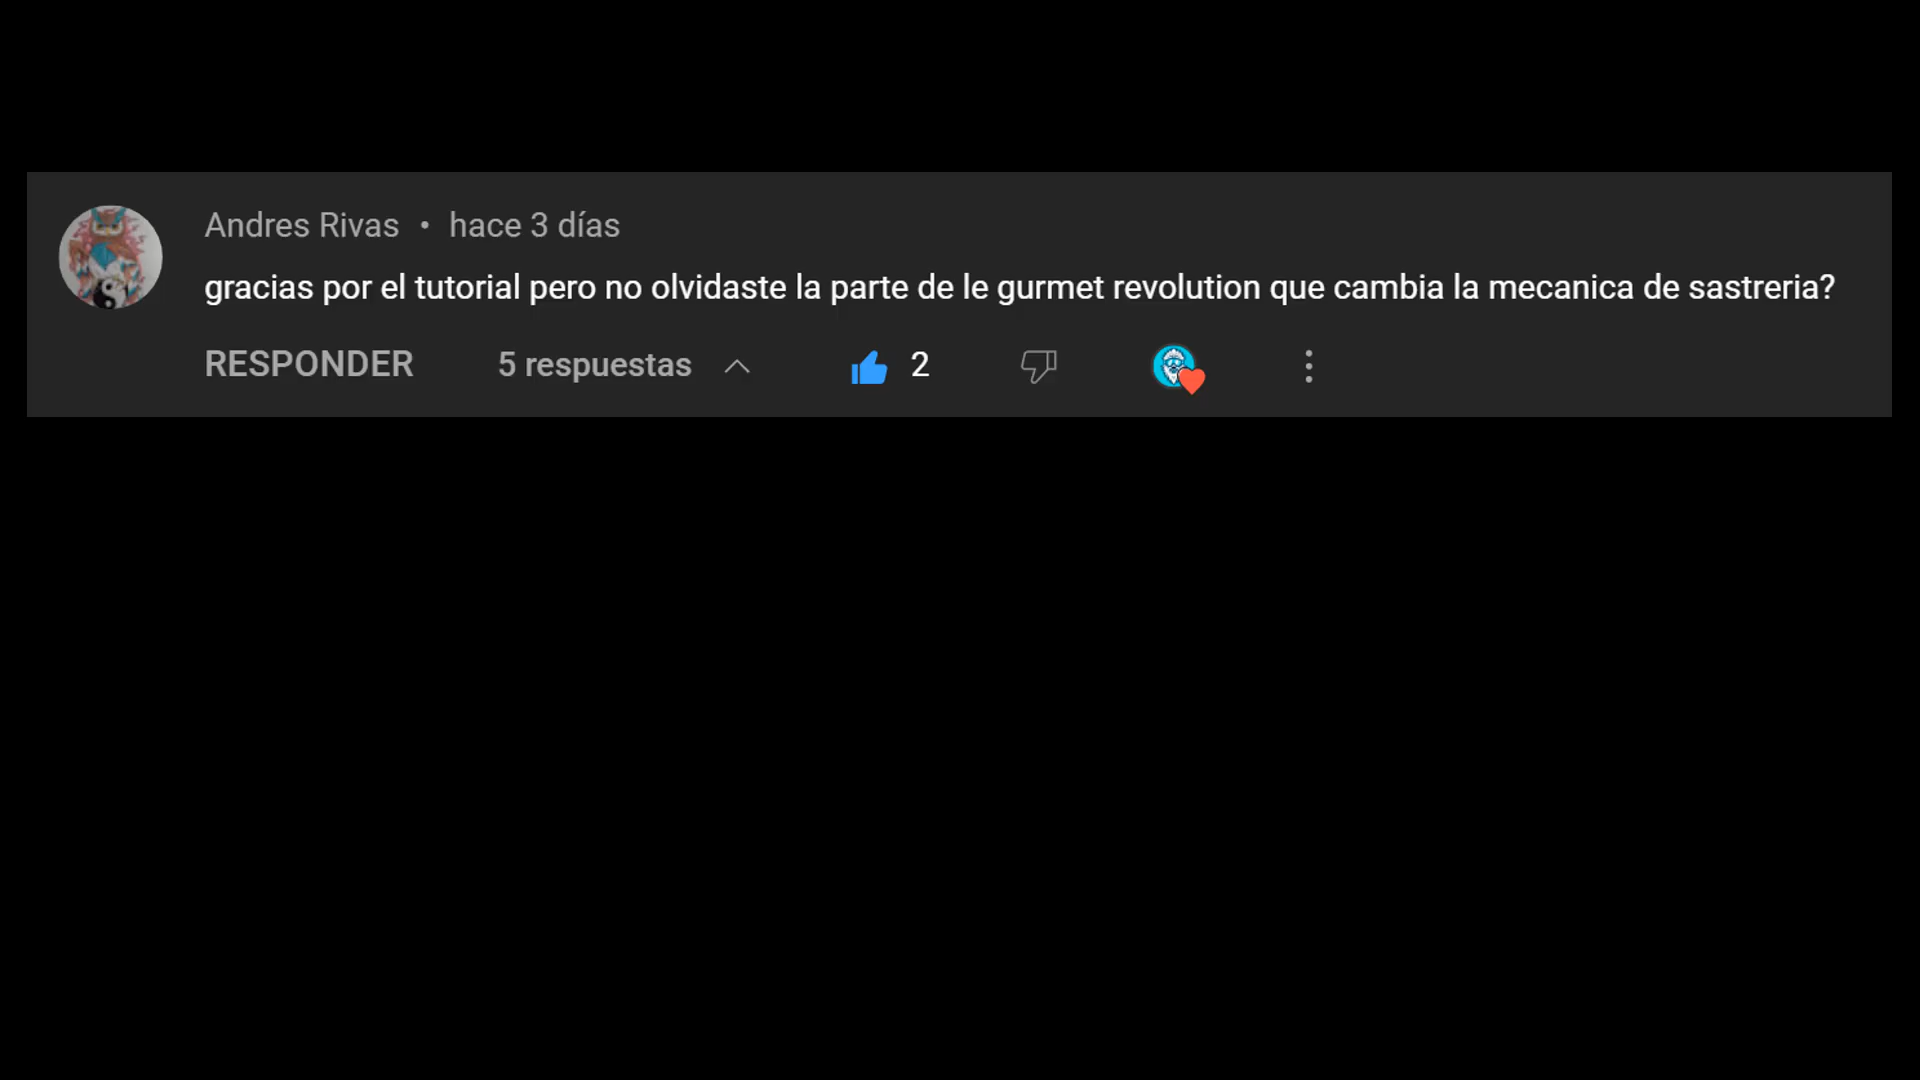 Andres Rivas • hace 3 días
gracias por el tutorial pero no olvidaste la parte de le gurmet revolution que cambia la mecanica de sastreria?
RESPONDER 5 respuestas 2